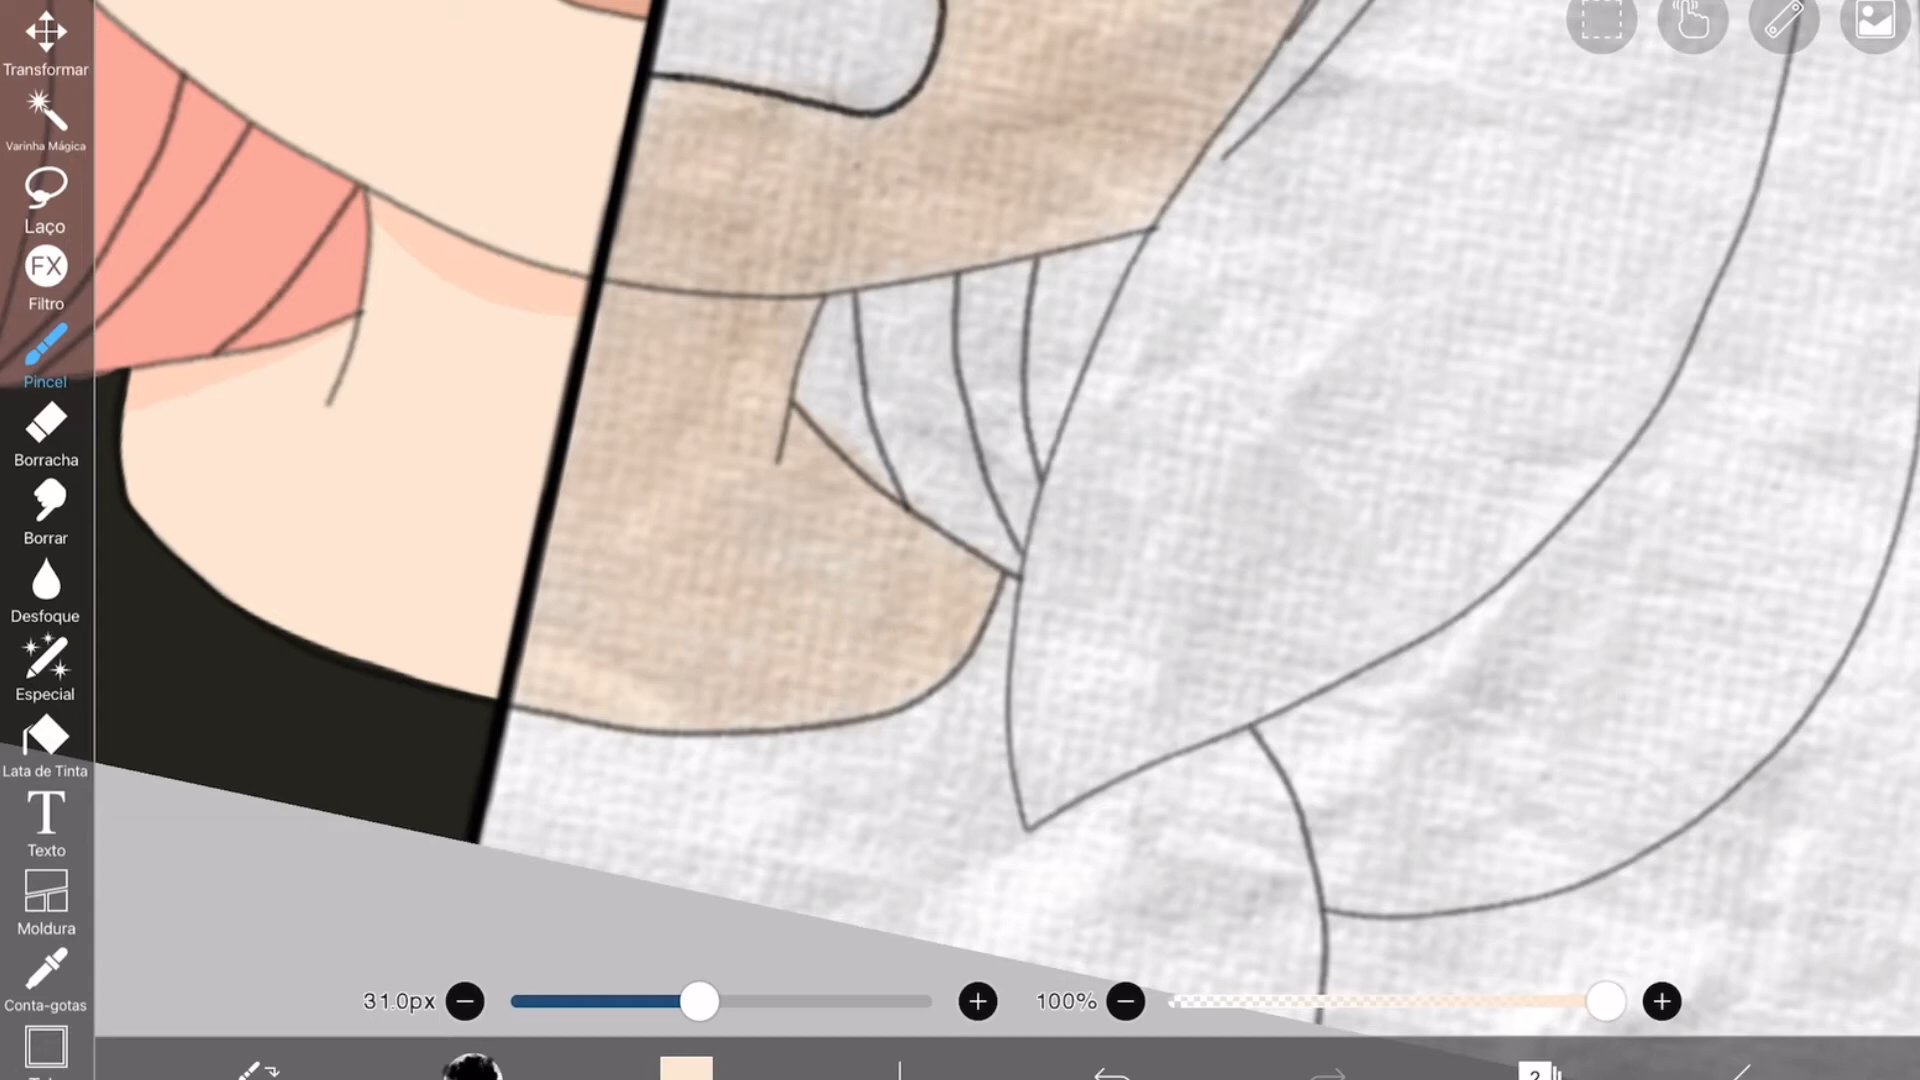 Transformar
Varinha Mágica
Laço
FX
Filtro
Pincel
Borracha
Borrar
Desfoque
Especial
Lata de Tinta
T
Texto
Moldura
Conta-gotas
31.0px
100%
2